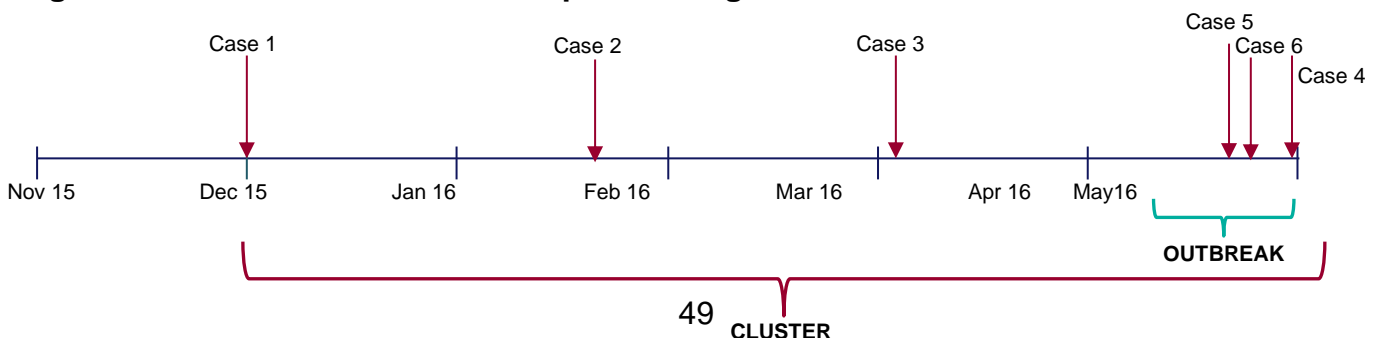 Case 1
Case 2
Case 3
Case 5
Case 6
Case 4
Nov 15
Dec 15
Jan 16
Feb 16
Mar 16
Apr 16
May16
OUTBREAK
49
CLUSTER